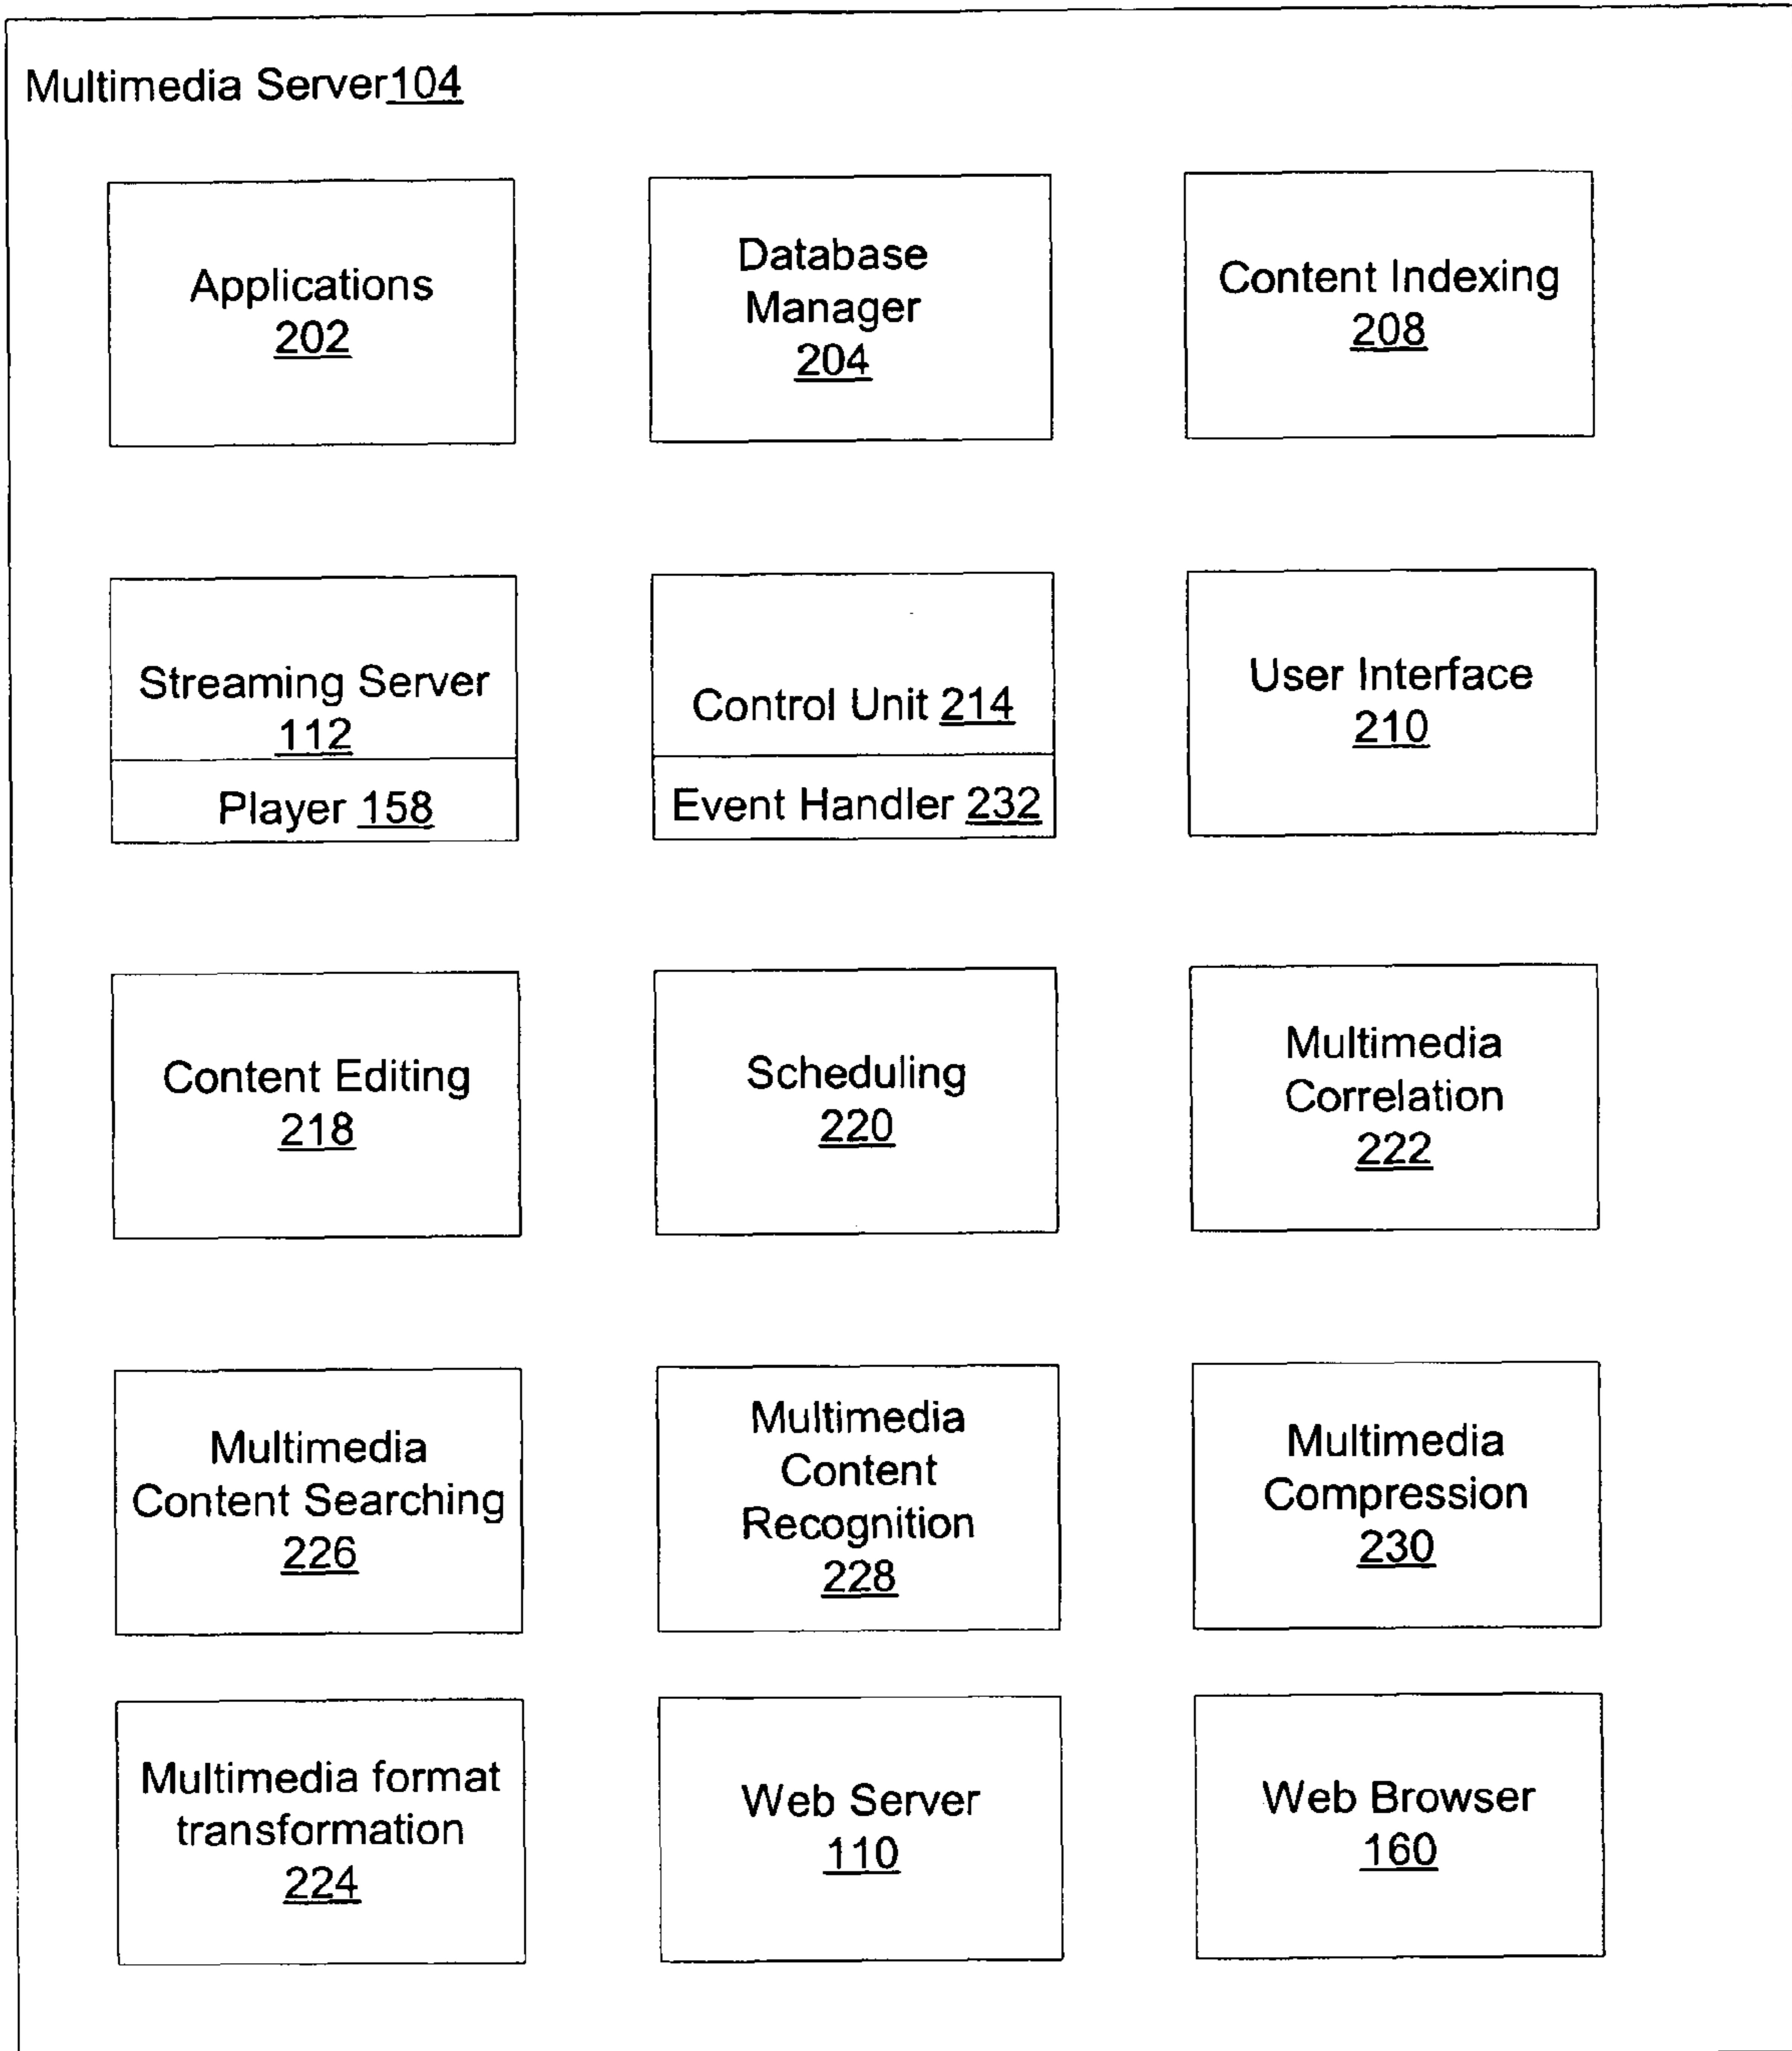 Multimedia Server104
Applications
202
Database
Manager
204
Content Indexing
208
Streaming Server
112
Player 158
Control Unit 214
Event Handler 232
User Interface
210
Content Editing
218
Scheduling
220
Multimedia
Correlation
222
Multimedia
Content Searching
226
Multimedia
Content
Recognition
228
Multimedia
Compression
230
Multimedia format
transformation
224
Web Server
110
Web Browser
160